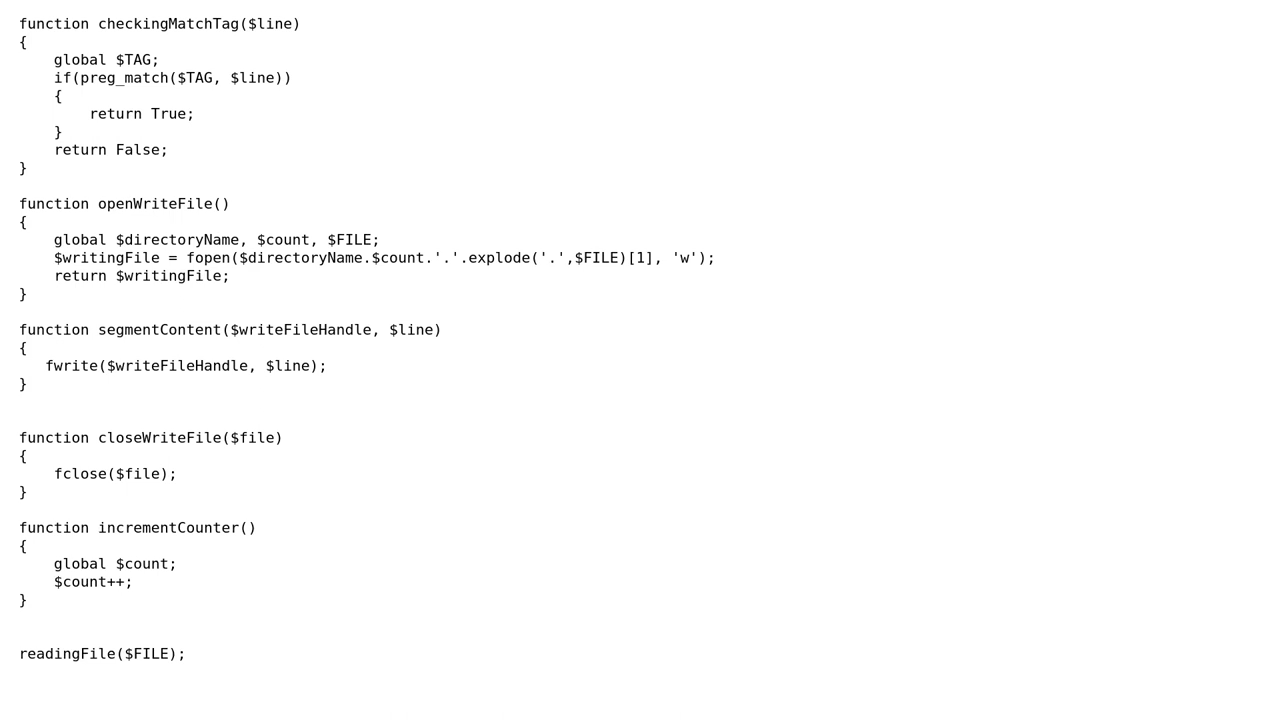 function checkingMatchTag($line)
{
    global $TAG;
    if(preg_match($TAG, $line))
    {
        return True;
    }
    return False;
}

function openWriteFile()
{
    global $directoryName, $count, $FILE;
    $writingFile = fopen($directoryName.$count.'.'.explode('.',$FILE)[1], 'w');
    return $writingFile;
}

function segmentContent($writeFileHandle, $line)
{
   fwrite($writeFileHandle, $line);
}


function closeWriteFile($file)
{
    fclose($file);
}

function incrementCounter()
{
    global $count;
    $count++;
}


readingFile($FILE);